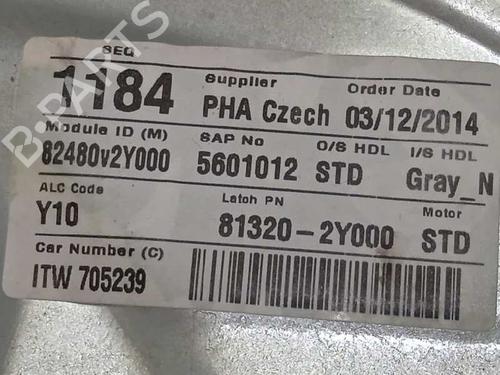 SEQ
1184
Supplier
PHA Czech
Order Date
03/12/2014
Module ID (M)
82480v2Y000
SAP No
5601012
O/S HDL
STD
I/S HDL
Gray_N
ALC Code
Y10
Latch PN
81320-2Y000
Motor
STD
Car Number (C)
ITW 705239
B-PARTS